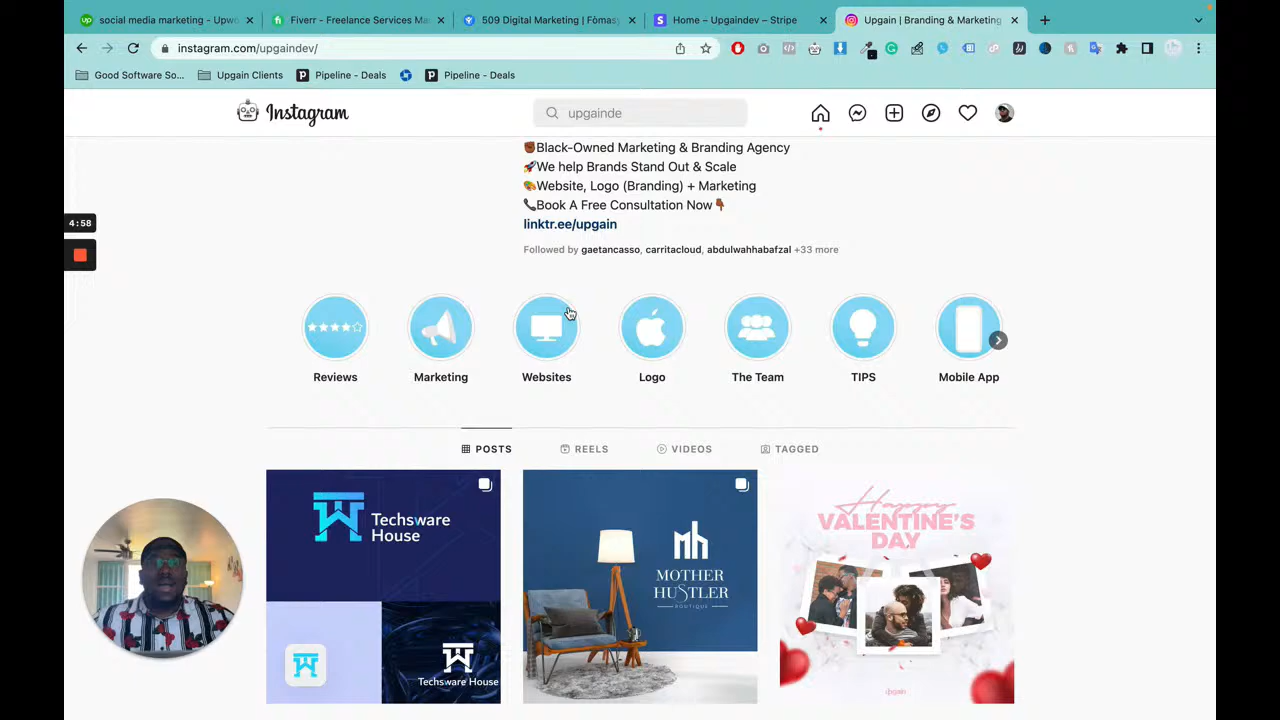 social media marketing - Upwo
Fiverr - Freelance Services Ma
509 Digital Marketing | Fòmasy
Home – Upgaindev – Stripe
Upgain | Branding & Marketing
instagram.com/upgaindev/
Good Software So...
Upgain Clients
Pipeline - Deals
Pipeline - Deals
Instagram
upgainde
Black-Owned Marketing & Branding Agency
We help Brands Stand Out & Scale
Website, Logo (Branding) + Marketing
Book A Free Consultation Now
linktr.ee/upgain
Followed by gaetancasso, carritacloud, abdulwahhabafzal +33 more
4:58
Reviews
Marketing
Websites
Logo
The Team
TIPS
Mobile App
POSTS
REELS
VIDEOS
TAGGED
Techsware
House
Techsware House
mh
MOTHER
HUSTLER
BOUTIQUE
Happy
VALENTINE'S
DAY
upgain